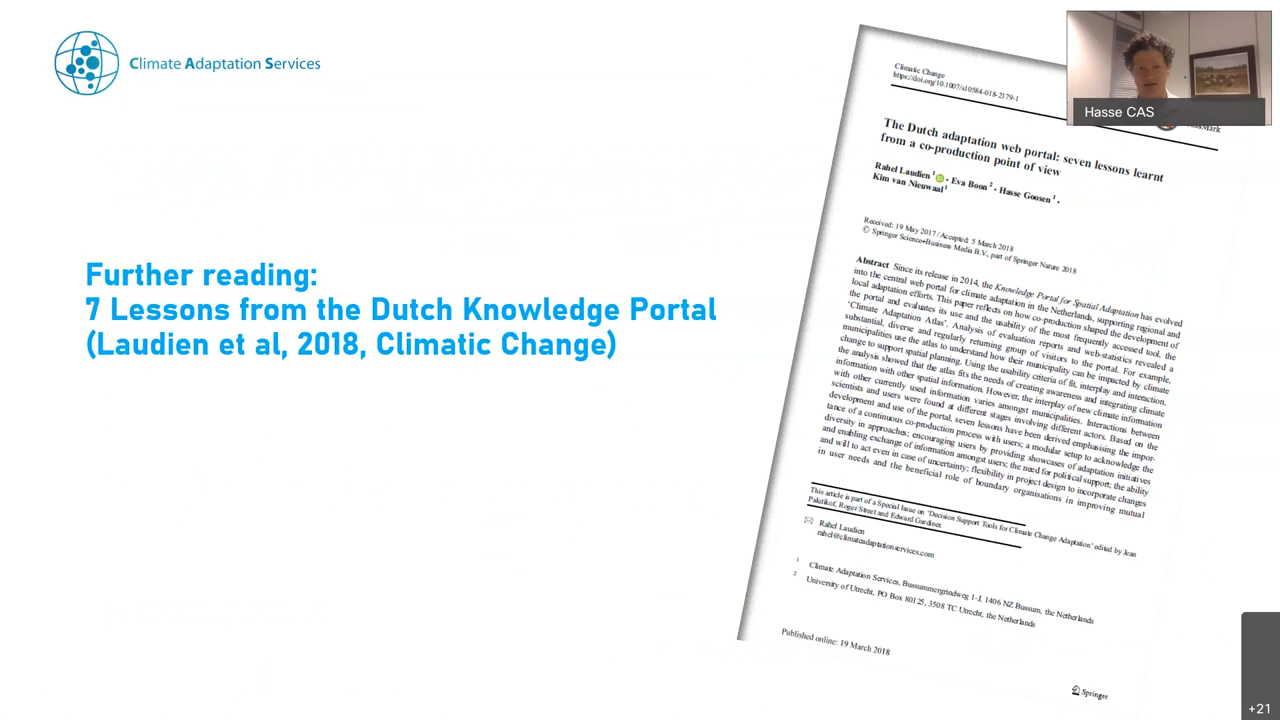 Climate Adaptation Services
Further reading:
7 Lessons from the Dutch Knowledge Portal
(Laudien et al, 2018, Climatic Change)
Climatic Change
https://doi.org/10.1007/s10584-018-2179-1
The Dutch adaptation web portal: seven lessons learnt
from a co-production point of view
Rahel Laudien 1 · Eva Boon 2 · Hasse Goosen 1 ·
Kim van Nieuwaal 1
Received: 19 May 2017 / Accepted: 5 March 2018
© Springer Science+Business Media B.V., part of Springer Nature 2018
Abstract Since its release in 2014, the Knowledge Portal for Spatial Adaptation has evolved
into the central web portal for climate adaptation in the Netherlands, supporting regional and
local adaptation efforts. This paper reflects on how co-production shaped the development of
the portal and evaluates its use and the usability of the most frequently accessed tool, the
'Climate Adaptation Atlas'. Analysis of evaluation reports and web-statistics revealed a
substantial, diverse and regularly returning group of visitors to the portal. For example,
municipalities use the atlas to understand how their municipality can be impacted by climate
change to support spatial planning. Using the usability criteria of fit, interplay and interaction,
the analysis showed that the atlas fits the needs of creating awareness and integrating climate
information with other spatial information. However, the interplay of new climate information
with other currently used information varies amongst municipalities. Interactions between
scientists and users were found at different stages involving different actors. Based on the
development and use of the portal, seven lessons have been derived emphasising the impor-
tance of a continuous co-production process with users; a modular setup to acknowledge the
diversity in approaches; encouraging users by providing showcases of adaptation initiatives
and enabling exchange of information amongst users; the need for political support; the ability
and will to act even in case of uncertainty; flexibility in project design to incorporate changes
in user needs and the beneficial role of boundary organisations in improving mutual
This article is part of a Special Issue on 'Decision Support Tools for Climate Change Adaptation' edited by Jean
Palutikof, Roger Street and Edward Gardiner.
Rahel Laudien
rahel@climateadaptationservices.com
1 Climate Adaptation Services, Bussummergrindweg 1-J, 1406 NZ Bussum, the Netherlands
2 University of Utrecht, PO Box 80125, 3508 TC Utrecht, the Netherlands
Published online: 19 March 2018
Springer
Hasse CAS
+21